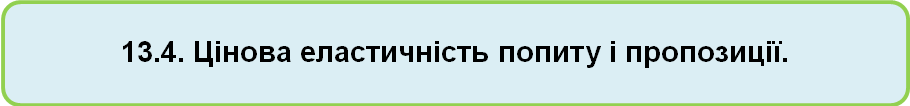 13.4. Цінова еластичність попиту і пропозиції.